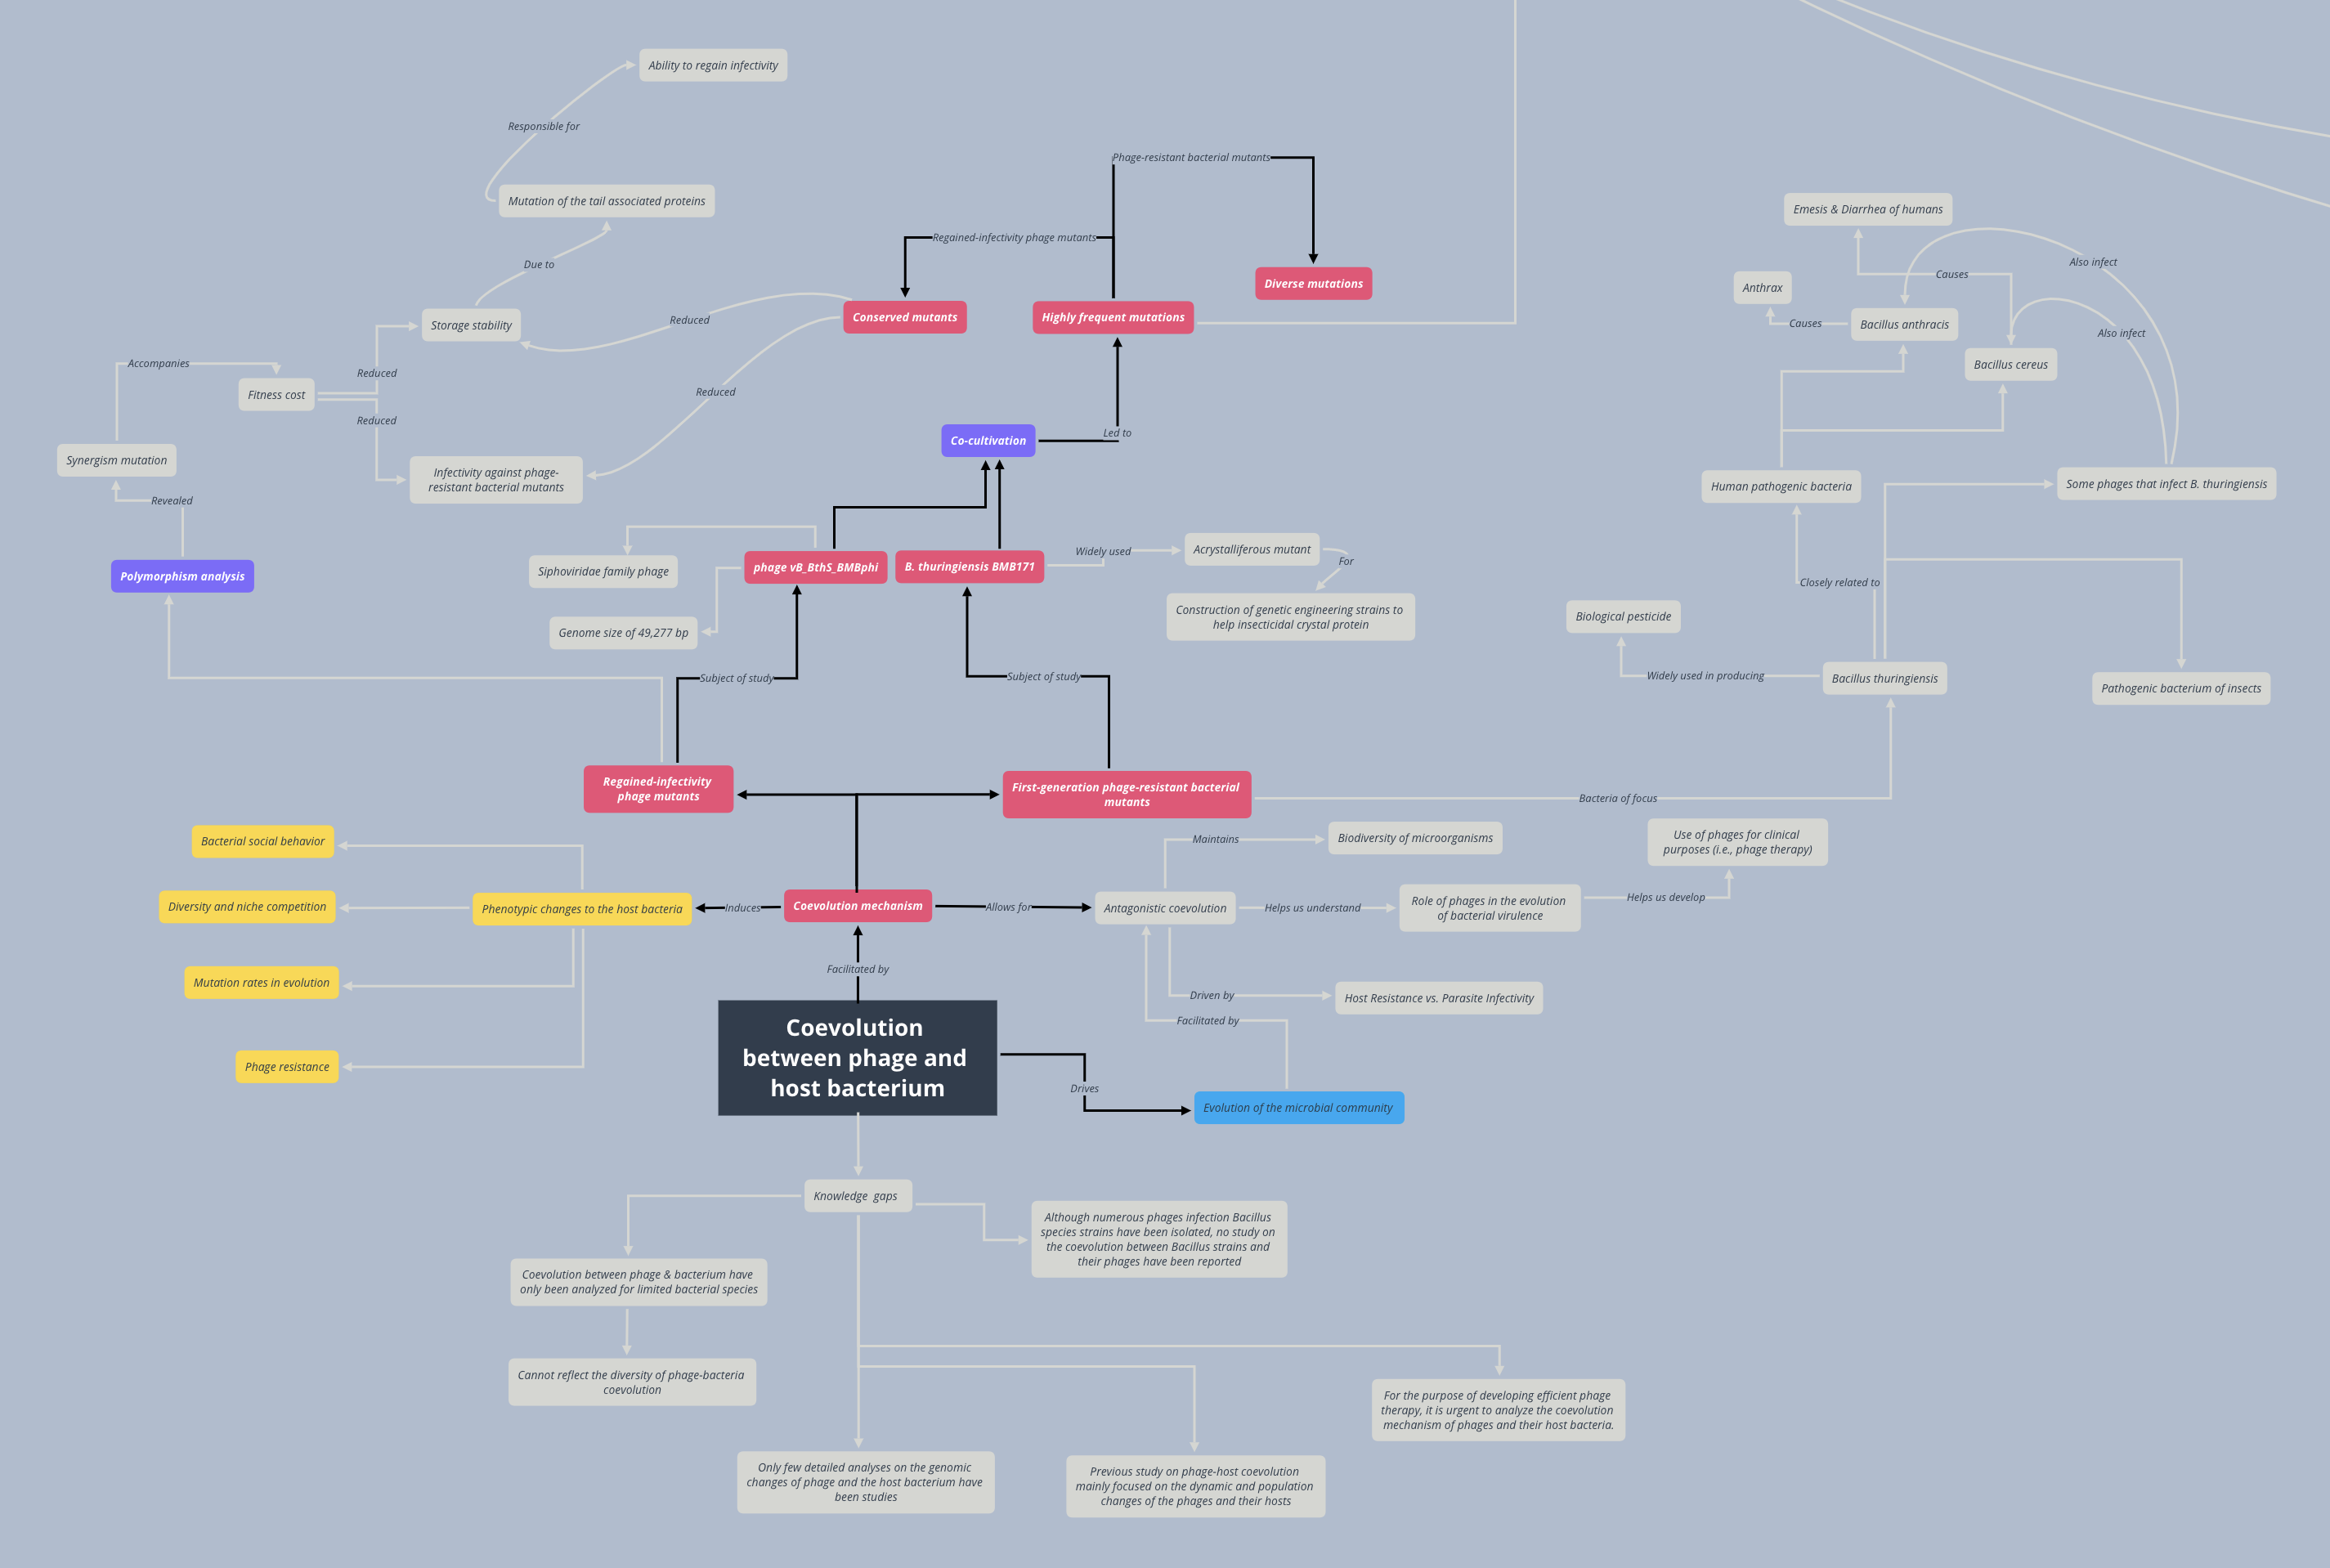 Ability to regain infectivity
Responsible for
Phage-resistant bacterial mutants
Mutation of the tail associated proteins
Emesis & Diarrhea of humans
Regained-infectivity phage mutants
Due to
Also infect
Causes
Diverse mutations
Anthrax
Storage stability
Reduced
Conserved mutants
Highly frequent mutations
Causes
Bacillus anthracis
Also infect
Accompanies
Reduced
Bacillus cereus
Fitness cost
Reduced
Reduced
Co-cultivation
Led to
Synergism mutation
Infectivity against phage-
resistant bacterial mutants
Human pathogenic bacteria
Some phages that infect B. thuringiensis
Revealed
Polymorphism analysis
Siphoviridae family phage
phage vB_BthS_BMBphi
B. thuringiensis BMB171
Widely used
Acrystalliferous mutant
For
Closely related to
Genome size of 49,277 bp
Construction of genetic engineering strains to
help insecticidal crystal protein
Biological pesticide
Subject of study
Subject of study
Widely used in producing
Bacillus thuringiensis
Pathogenic bacterium of insects
Regained-infectivity
phage mutants
First-generation phage-resistant bacterial
mutants
Bacteria of focus
Bacterial social behavior
Maintains
Biodiversity of microorganisms
Use of phages for clinical
purposes (i.e., phage therapy)
Diversity and niche competition
Phenotypic changes to the host bacteria
Induces
Coevolution mechanism
Allows for
Antagonistic coevolution
Helps us understand
Role of phages in the evolution
of bacterial virulence
Helps us develop
Facilitated by
Mutation rates in evolution
Driven by
Host Resistance vs. Parasite Infectivity
Facilitated by
Coevolution
between phage and
host bacterium
Phage resistance
Drives
Evolution of the microbial community
Knowledge gaps
Although numerous phages infection Bacillus
species strains have been isolated, no study on
the coevolution between Bacillus strains and
their phages have been reported
Coevolution between phage & bacterium have
only been analyzed for limited bacterial species
Cannot reflect the diversity of phage-bacteria
coevolution
For the purpose of developing efficient phage
therapy, it is urgent to analyze the coevolution
mechanism of phages and their host bacteria.
Only few detailed analyses on the genomic
changes of phage and the host bacterium have
been studies
Previous study on phage-host coevolution
mainly focused on the dynamic and population
changes of the phages and their hosts